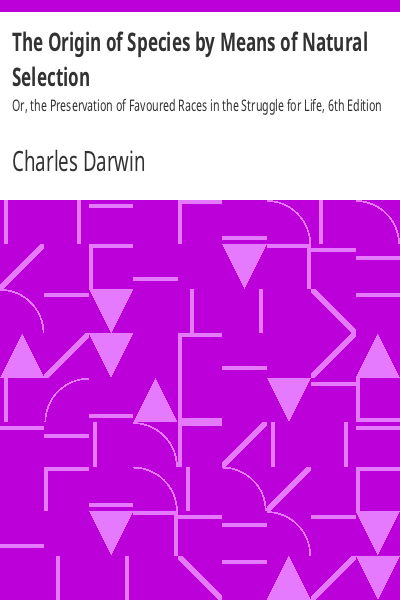 The Origin of Species by Means of Natural
Selection
Or, the Preservation of Favoured Races in the Struggle for Life, 6th Edition
Charles Darwin